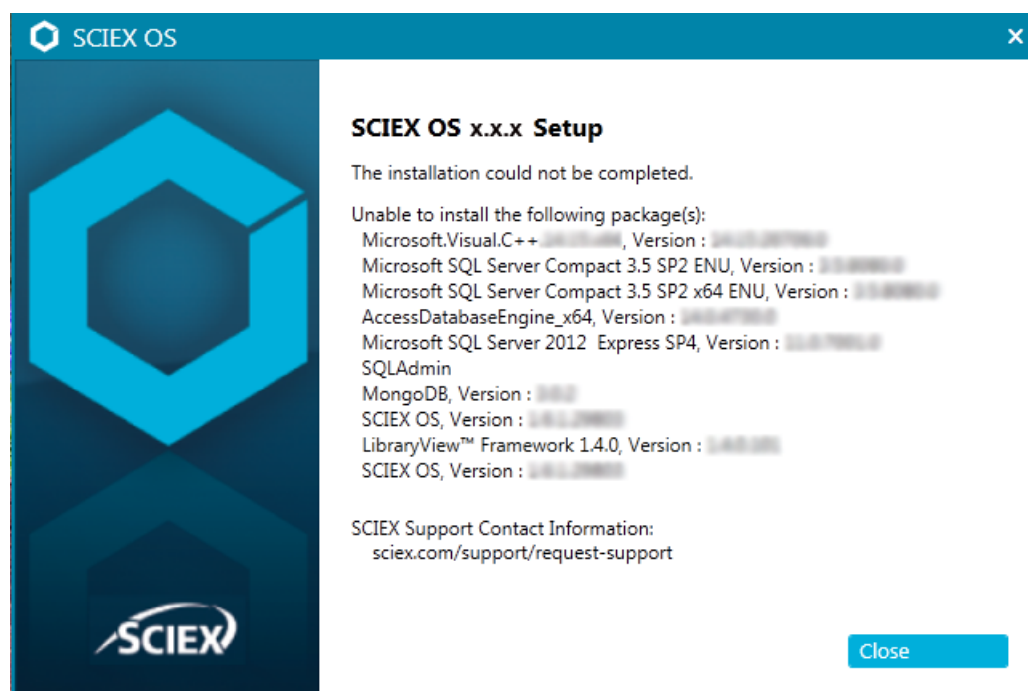 SCIEX OS
SCIEX OS x.x.x Setup
The installation could not be completed.
Unable to install the following package(s):
Microsoft.Visual.C++ , Version :
Microsoft SQL Server Compact 3.5 SP2 ENU, Version :
Microsoft SQL Server Compact 3.5 SP2 x64 ENU, Version :
AccessDatabaseEngine_x64, Version :
Microsoft SQL Server 2012 Express SP4, Version :
SQLAdmin
MongoDB, Version :
SCIEX OS, Version :
LibraryView™ Framework 1.4.0, Version :
SCIEX OS, Version :
SCIEX Support Contact Information:
sciex.com/support/request-support
SCIEX
Close